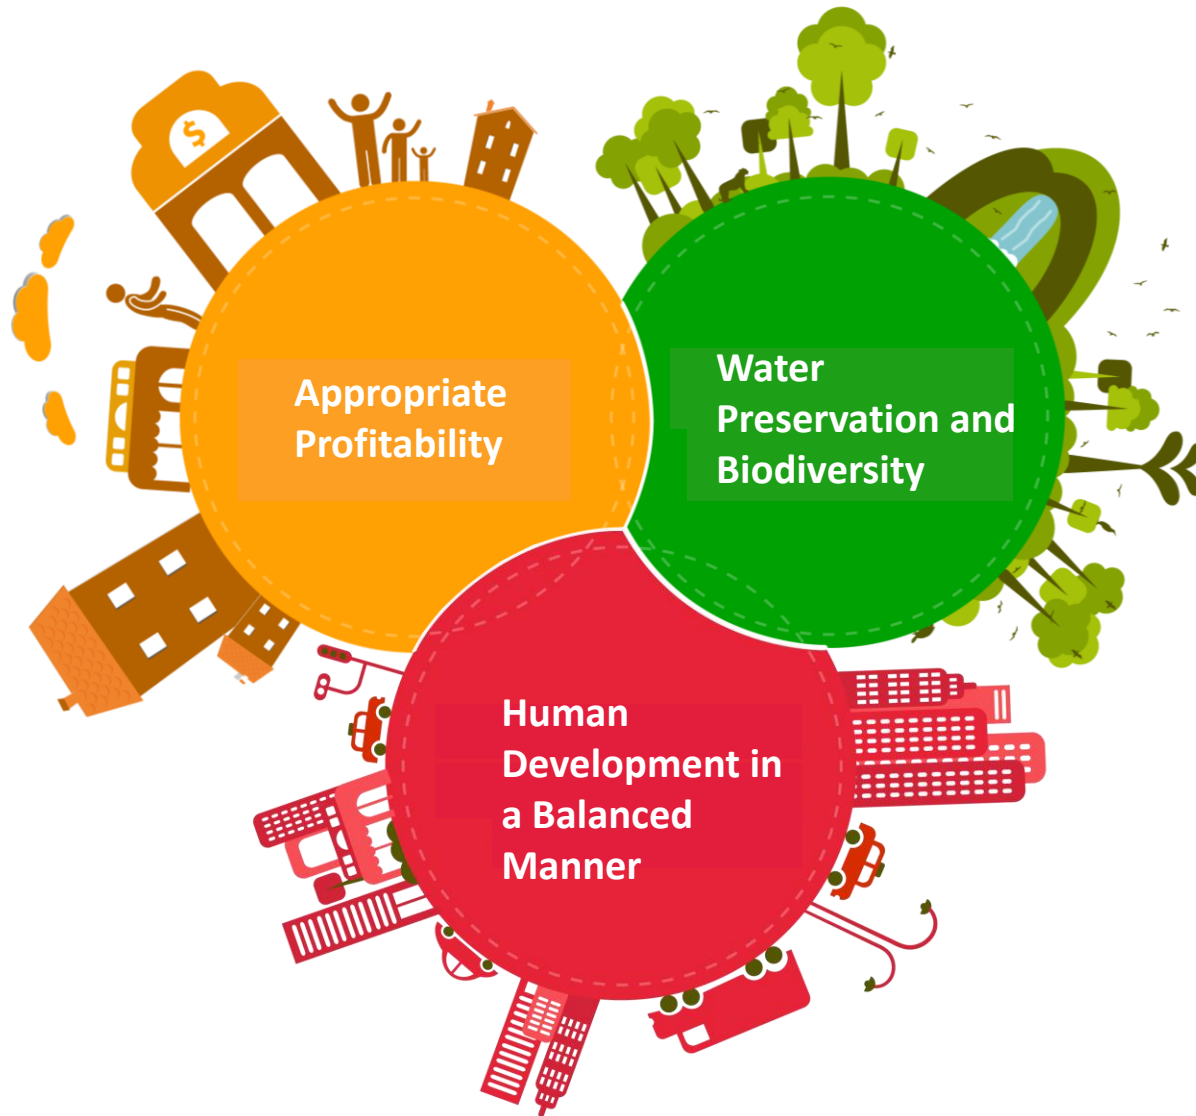 $
Appropriate
Profitability
Water
Preservation and
Biodiversity
Human
Development in
a Balanced
Manner